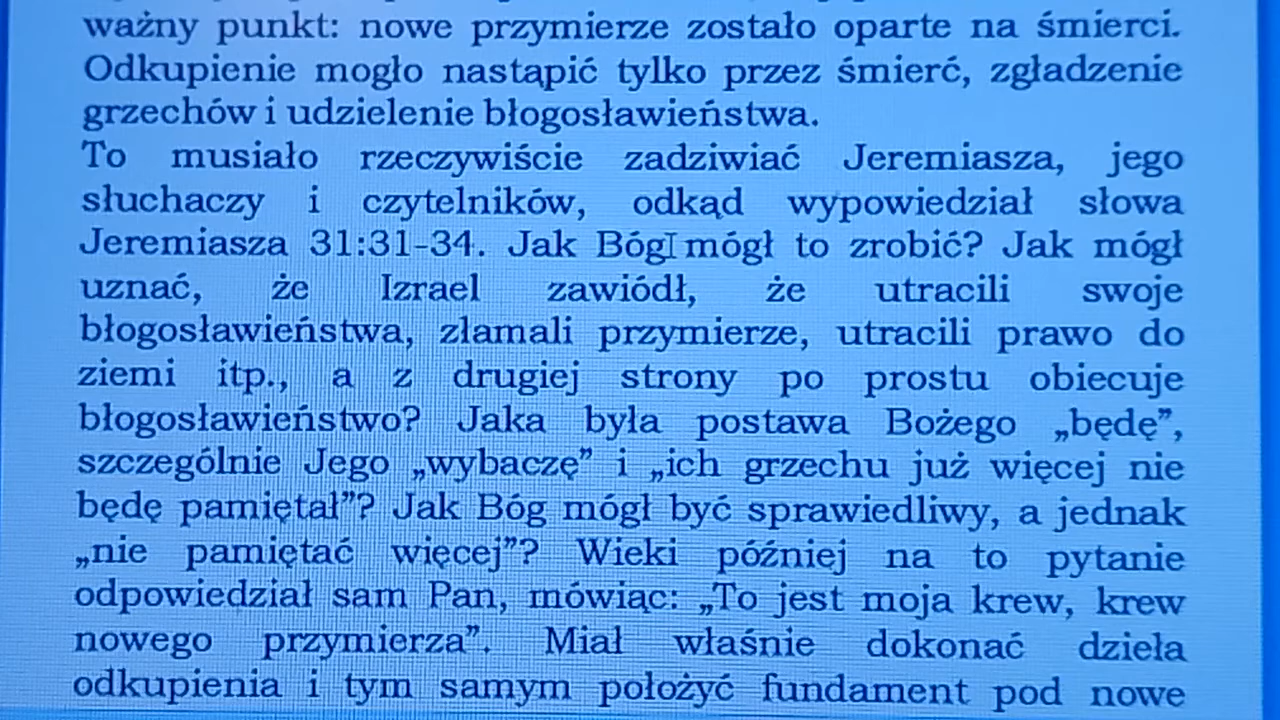 ważny punkt: nowe przymierze zostało oparte na śmierci.
Odkupienie mogło nastąpić tylko przez śmierć, zgładzenie
grzechów i udzielenie błogosławieństwa.
To musiało rzeczywiście zadziwiać Jeremiasza, jego
słuchaczy i czytelników, odkąd wypowiedział słowa
Jeremiasza 31:31-34. Jak Bóg mógł to zrobić? Jak mógł
uznać, że Izrael zawiódł, że utracili swoje
błogosławieństwa, złamali przymierze, utracili prawo do
ziemi itp., a z drugiej strony po prostu obiecuje
błogosławieństwo? Jaka była postawa Bożego „będę”,
szczególnie Jego „wybaczę” i „ich grzechu już więcej nie
będę pamiętał”? Jak Bóg mógł być sprawiedliwy, a jednak
„nie pamiętać więcej”? Wieki później na to pytanie
odpowiedział sam Pan, mówiąc: „To jest moja krew, krew
nowego przymierza”. Miał właśnie dokonać dzieła
odkupienia i tym samym położyć fundament pod nowe